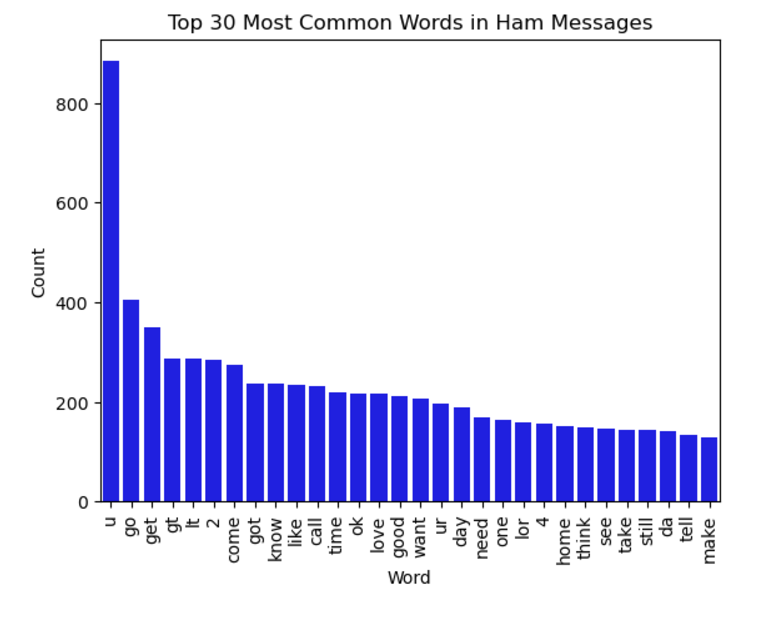 Top 30 Most Common Words in Ham Messages
Count
800
600
400
200
0
u go get gt lt 2 come got know like call time ok love good want ur day need one lor 4 home think see take still da tell make
Word